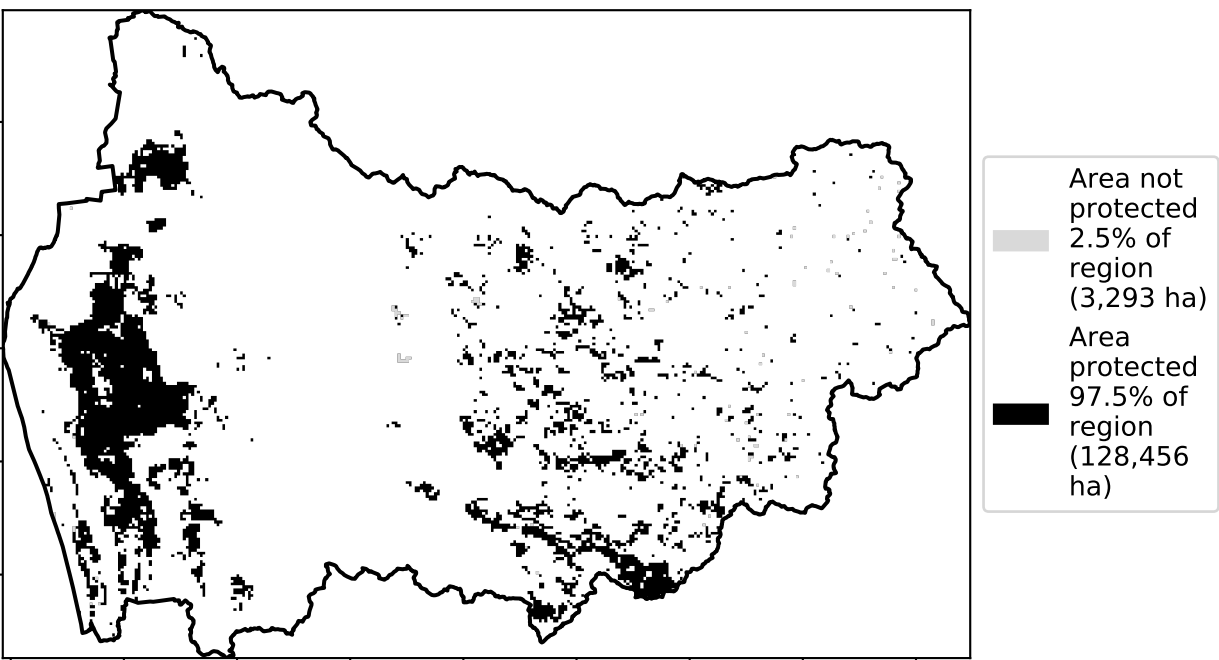 Area not
protected
2.5% of
region
(3,293 ha)
Area
protected
97.5% of
region
(128,456
ha)